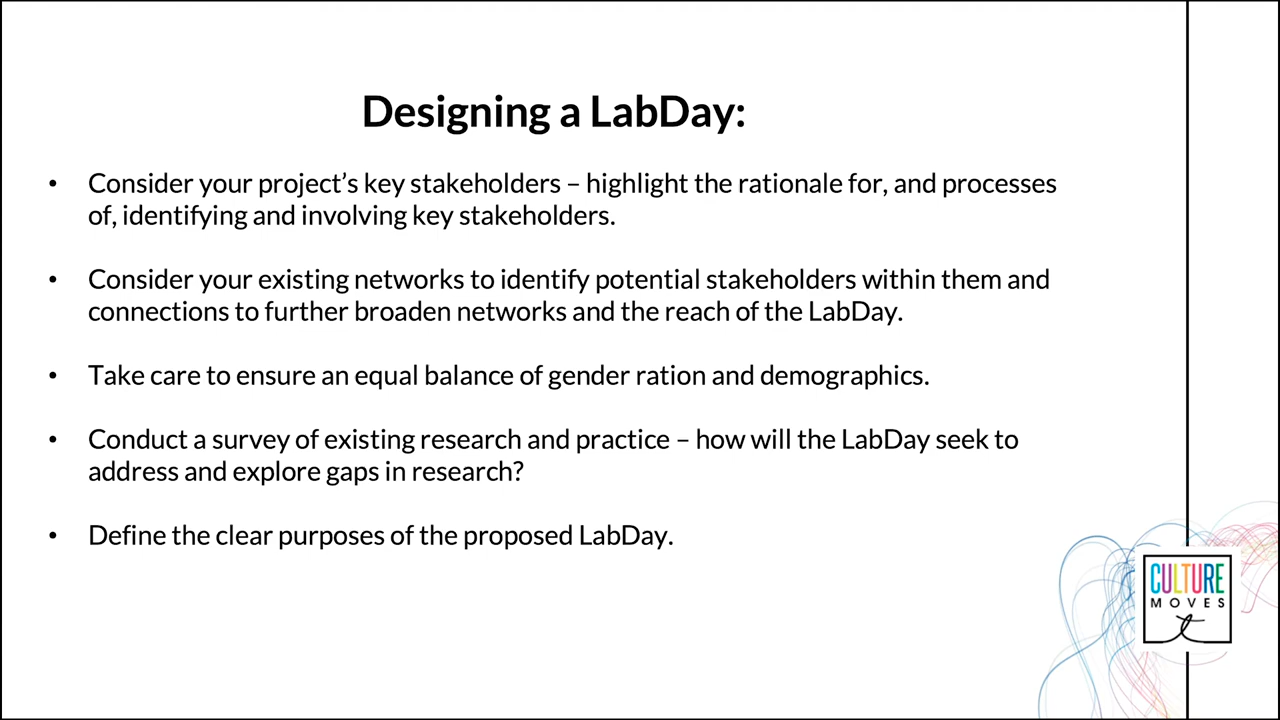 Designing a LabDay:
• Consider your project’s key stakeholders – highlight the rationale for, and processes
of, identifying and involving key stakeholders.
• Consider your existing networks to identify potential stakeholders within them and
connections to further broaden networks and the reach of the LabDay.
• Take care to ensure an equal balance of gender ration and demographics.
• Conduct a survey of existing research and practice – how will the LabDay seek to
address and explore gaps in research?
• Define the clear purposes of the proposed LabDay.
CULTURE
MOVES
t